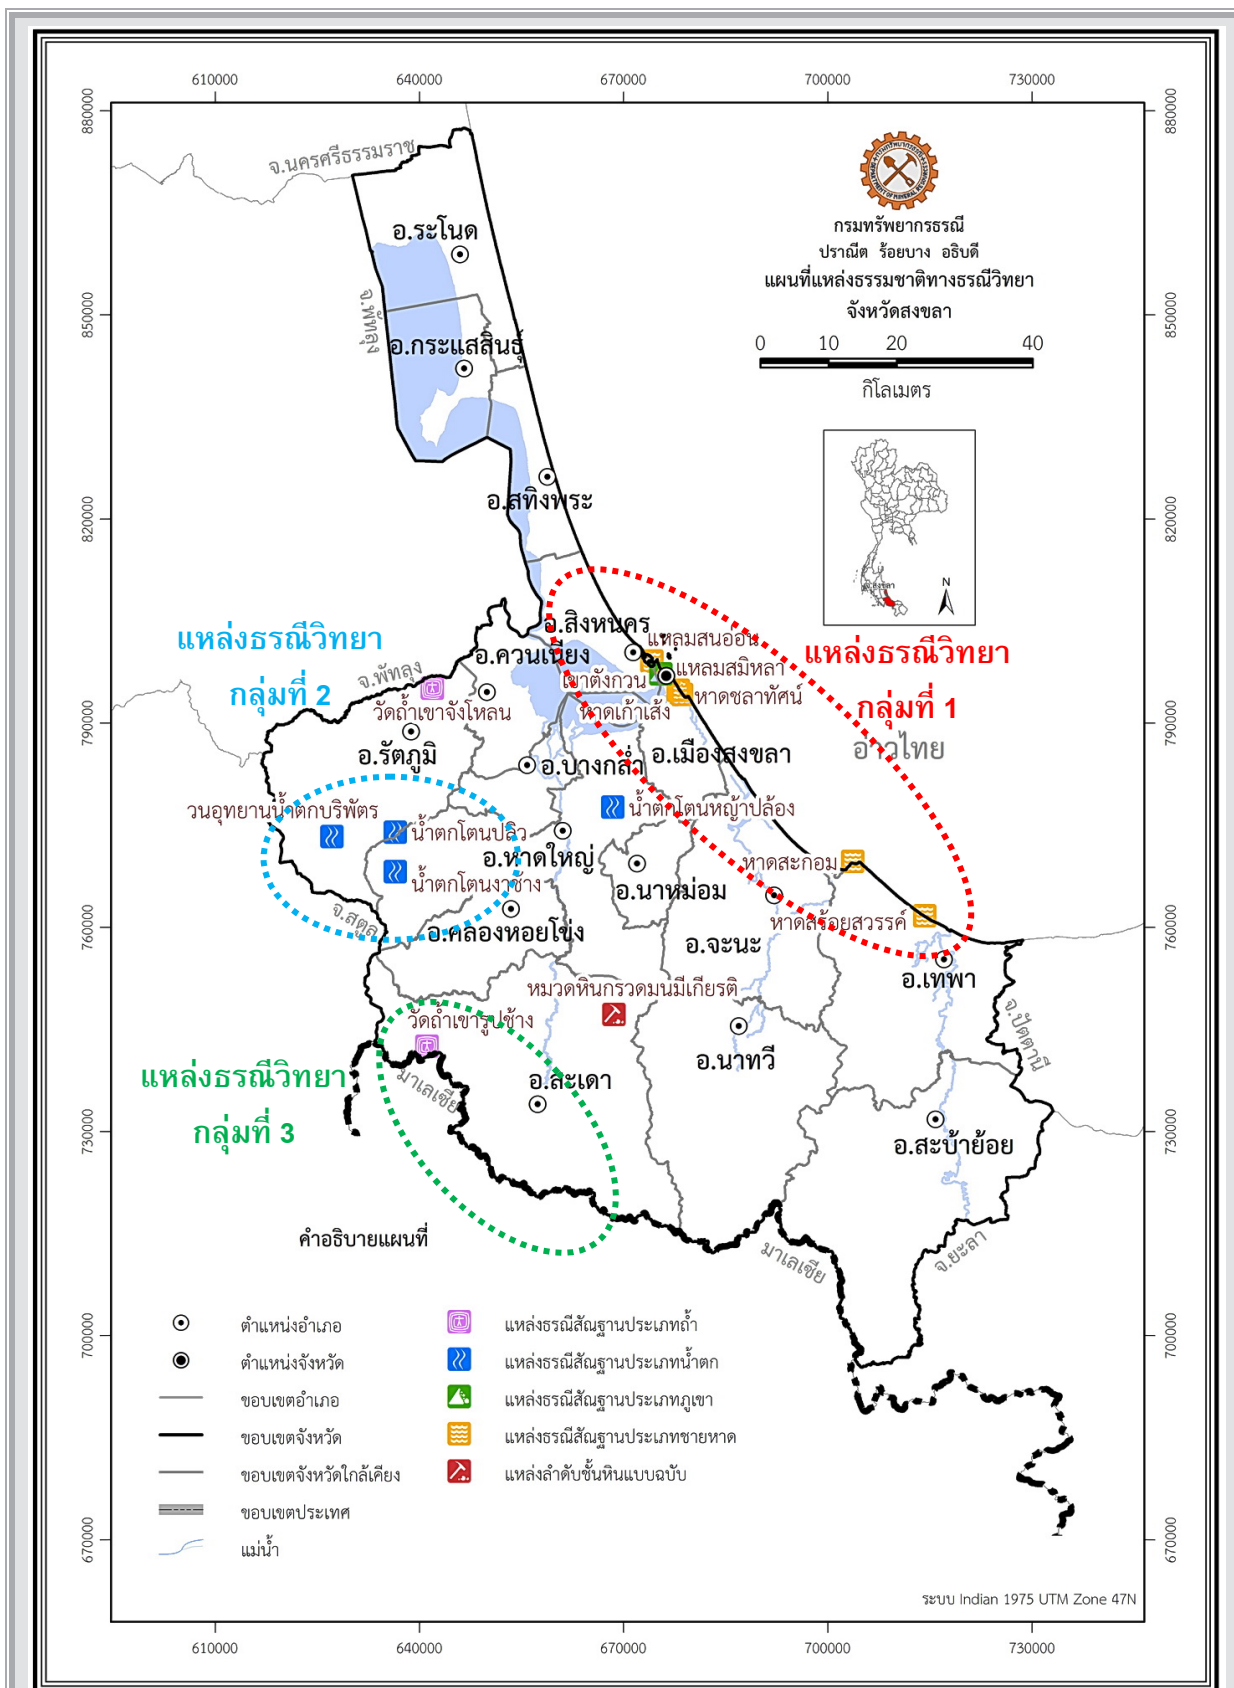 610000 640000 670000 700000 730000
880000 880000
850000 850000
820000 820000
790000 790000
760000 760000
730000 730000
700000 700000
670000 670000
กรมทรัพยากรธรณี
ปราณีต ร้อยบาง อธิบดี
แผนที่แหล่งธรรมชาติทางธรณีวิทยา
จังหวัดสงขลา
0 10 20 40
กิโลเมตร
N
จ.นครศรีธรรมราช
อ.ระโนด
จ.พัทลุง
อ.กระแสสินธุ์
อ.สทิงพระ
อ.สิงหนคร
แหล่งธรณีวิทยา
กลุ่มที่ 2
แหล่งธรณีวิทยา
กลุ่มที่ 1
อ่าวไทย
อ.ควนเนียง
แหลมสนอ่อน
แหลมสมิหลา
เขาตังกวน
หาดชลาทัศน์
หาดเก้าเส้ง
จ.พัทลุง
วัดถ้ำเขาจังโหลน
อ.รัตภูมิ
อ.บางกล่ำ
อ.เมืองสงขลา
วนอุทยานน้ำตกบริพัตร
น้ำตกโตนปลิว
น้ำตกโตนหญ้าปล้อง
อ.หาดใหญ่
หาดสะกอม
น้ำตกโตนงาช้าง
อ.นาหม่อม
หาดสร้อยสวรรค์
จ.สตูล
อ.คลองหอยโข่ง
อ.จะนะ
อ.เทพา
หมวดหินกรวดมนมีเกียรติ
วัดถ้ำเขารูปช้าง
จ.ปัตตานี
อ.นาทวี
แหล่งธรณีวิทยา
กลุ่มที่ 3
มาเลเซีย
อ.สะเดา
อ.สะบ้าย้อย
คำอธิบายแผนที่
มาเลเซีย
จ.ยะลา
ตำแหน่งอำเภอ
ตำแหน่งจังหวัด
ขอบเขตอำเภอ
ขอบเขตจังหวัด
ขอบเขตจังหวัดใกล้เคียง
ขอบเขตประเทศ
แม่น้ำ
แหล่งธรณีสัณฐานประเภทถ้ำ
แหล่งธรณีสัณฐานประเภทน้ำตก
แหล่งธรณีสัณฐานประเภทภูเขา
แหล่งธรณีสัณฐานประเภทชายหาด
แหล่งลำดับชั้นหินแบบฉบับ
ระบบ Indian 1975 UTM Zone 47N
610000 640000 670000 700000 730000